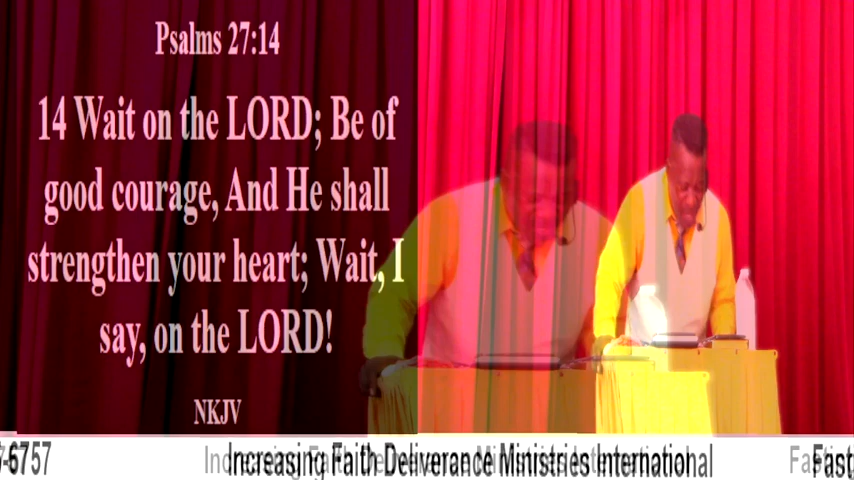 Psalms 27:14
14 Wait on the LORD; Be of
good courage, And He shall
strengthen your heart; Wait, I
say, on the LORD!
NKJV
Increasing Faith Deliverance Ministries International